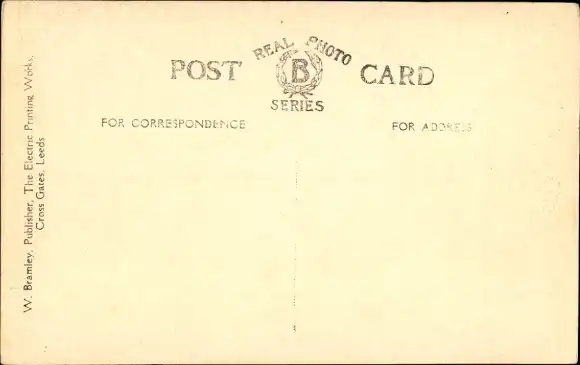 REAL PHOTO
POST B CARD
SERIES
FOR CORRESPONDENCE FOR ADDRESS
W. Bramley, Publisher, The Electric Printing Works,
Cross Gates, Leeds